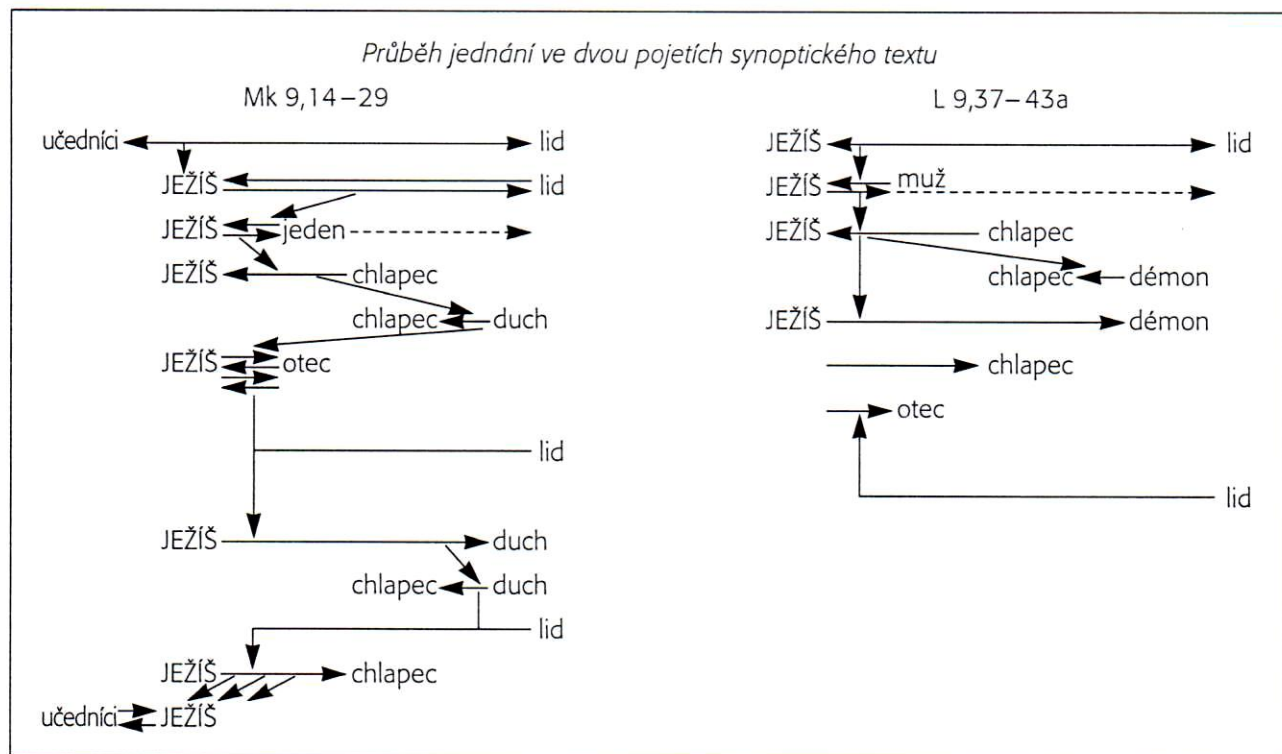 Průběh jednání ve dvou pojetích synoptického textu
Mk 9,14–29
učedníci lid
JEŽÍŠ lid
JEŽÍŠ jeden
JEŽÍŠ chlapec
chlapec duch
JEŽÍŠ otec
lid
JEŽÍŠ duch
chlapec duch
lid
JEŽÍŠ chlapec
učedníci JEŽÍŠ
L 9,37–43a
JEŽÍŠ lid
JEŽÍŠ muž
JEŽÍŠ chlapec
chlapec démon
JEŽÍŠ démon
chlapec
otec
lid